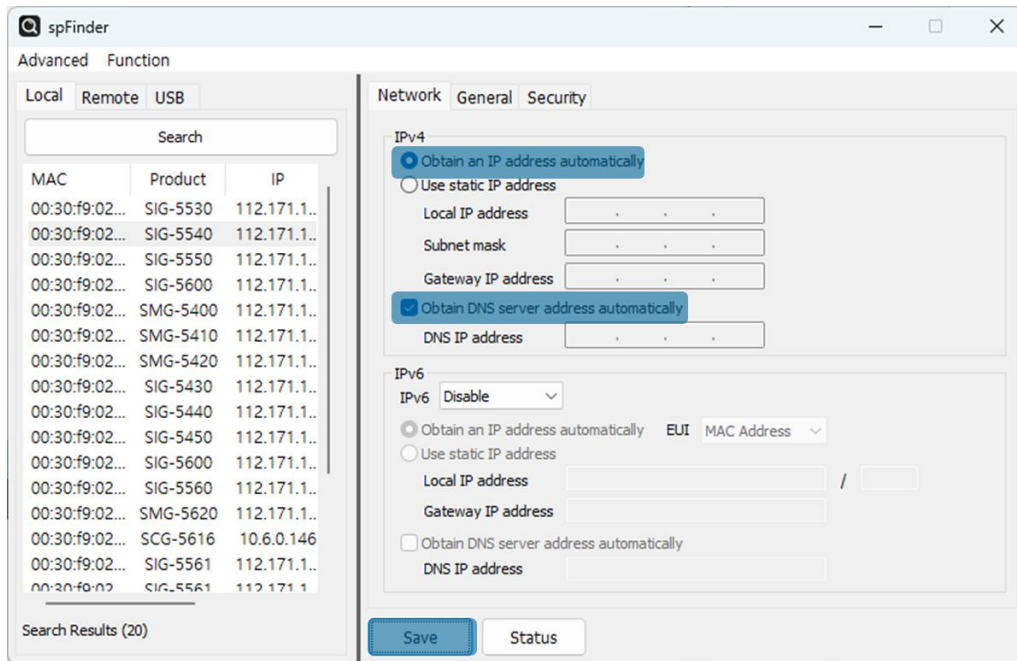 spFinder
Advanced Function
Local Remote USB
Search
MAC Product IP
00:30:f9:02... SIG-5530 112.171.1..
00:30:f9:02... SIG-5540 112.171.1..
00:30:f9:02... SIG-5550 112.171.1..
00:30:f9:02... SIG-5600 112.171.1..
00:30:f9:02... SMG-5400 112.171.1..
00:30:f9:02... SMG-5410 112.171.1..
00:30:f9:02... SMG-5420 112.171.1..
00:30:f9:02... SIG-5430 112.171.1..
00:30:f9:02... SIG-5440 112.171.1..
00:30:f9:02... SIG-5450 112.171.1..
00:30:f9:02... SIG-5600 112.171.1..
00:30:f9:02... SIG-5560 112.171.1..
00:30:f9:02... SMG-5620 112.171.1..
00:30:f9:02... SCG-5616 10.6.0.146
00:30:f9:02... SIG-5561 112.171.1..
00:30:f9:02 SIG-5561 112.171.1
Search Results (20)
Network General Security
IPv4
Obtain an IP address automatically
Use static IP address
Local IP address . . .
Subnet mask . . .
Gateway IP address . . .
Obtain DNS server address automatically
DNS IP address . . .
IPv6
IPv6 Disable
Obtain an IP address automatically EUI MAC Address
Use static IP address
Local IP address /
Gateway IP address
Obtain DNS server address automatically
DNS IP address
Save Status